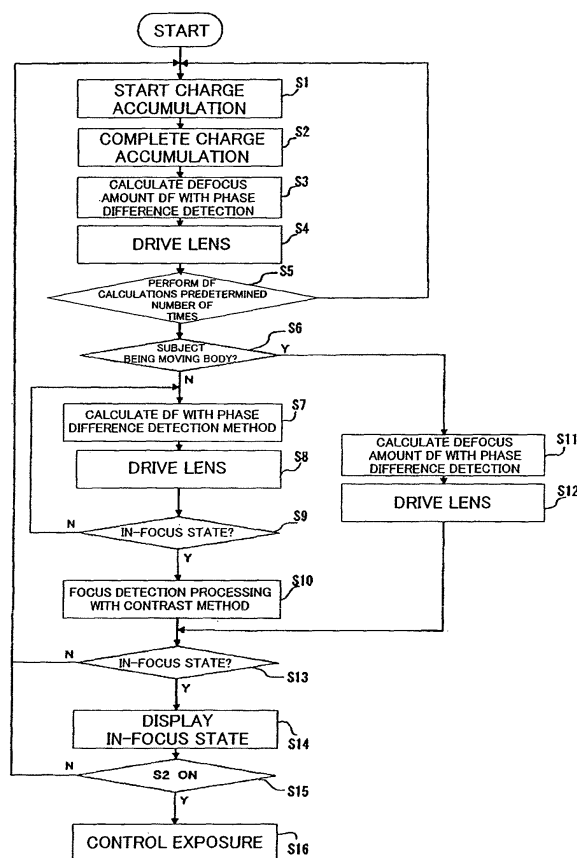 START
START CHARGE
ACCUMULATION
S1
COMPLETE CHARGE
ACCUMULATION
S2
CALCULATE DEFOCUS
AMOUNT DF WITH PHASE
DIFFERENCE DETECTION
S3
DRIVE LENS
S4
PERFORM DF
CALCULATIONS PREDETERMINED
NUMBER OF
TIMES
S5
SUBJECT
BEING MOVING BODY?
S6
Y
N
CALCULATE DF WITH PHASE
DIFFERENCE DETECTION METHOD
S7
DRIVE LENS
S8
IN-FOCUS STATE?
S9
N
Y
FOCUS DETECTION PROCESSING
WITH CONTRAST METHOD
S10
CALCULATE DEFOCUS
AMOUNT DF WITH PHASE
DIFFERENCE DETECTION
S11
DRIVE LENS
S12
IN-FOCUS STATE?
S13
N
Y
DISPLAY
IN-FOCUS STATE
S14
S2 ON
S15
N
Y
CONTROL EXPOSURE
S16